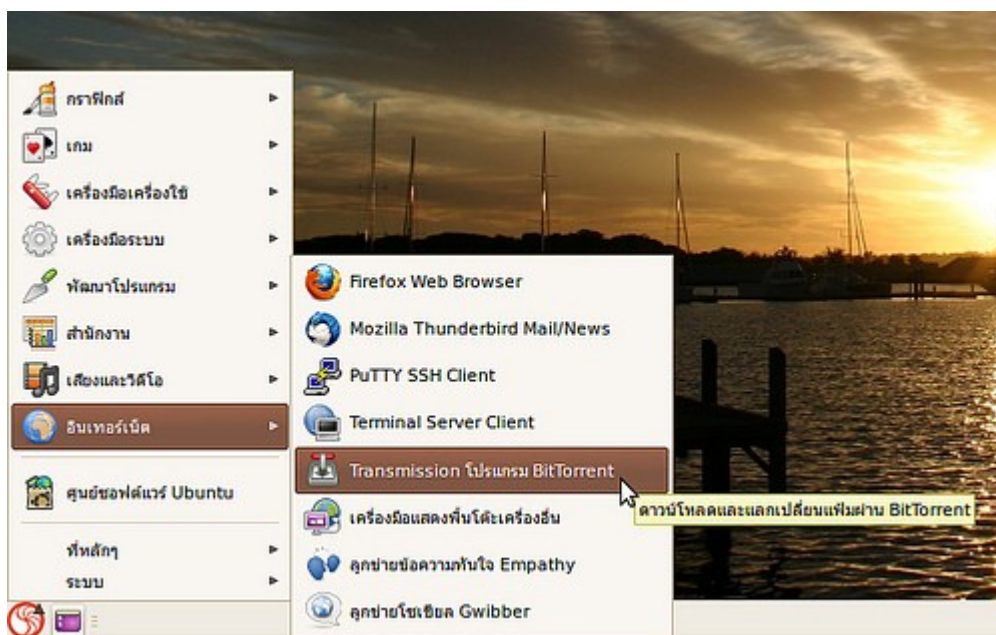 กราฟิกส์
เกม
เครื่องมือเครื่องใช้
เครื่องมือระบบ
พัฒนาโปรแกรม
สำนักงาน
เสียงและวิดีโอ
อินเทอร์เน็ต
ศูนย์ซอฟต์แวร์ Ubuntu
ที่หลักๆ
ระบบ
Firefox Web Browser
Mozilla Thunderbird Mail/News
PuTTY SSH Client
Terminal Server Client
Transmission โปรแกรม BitTorrent
เครื่องมือแสดงพื้นโต๊ะเครื่องอื่น
ลูกข่ายข้อความทันใจ Empathy
ลูกข่ายโซเชียล Gwibber
ดาวน์โหลดและแลกเปลี่ยนแฟ้มผ่าน BitTorrent